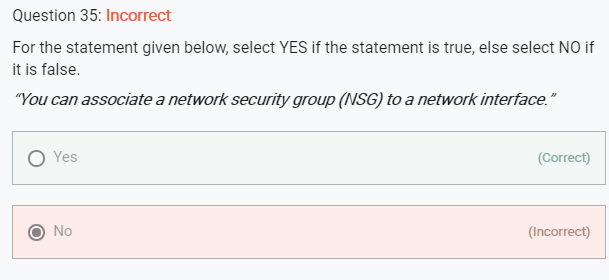 Question 35: Incorrect
For the statement given below, select YES if the statement is true, else select NO if
it is false.
“You can associate a network security group (NSG) to a network interface.”
Yes (Correct)
No (Incorrect)